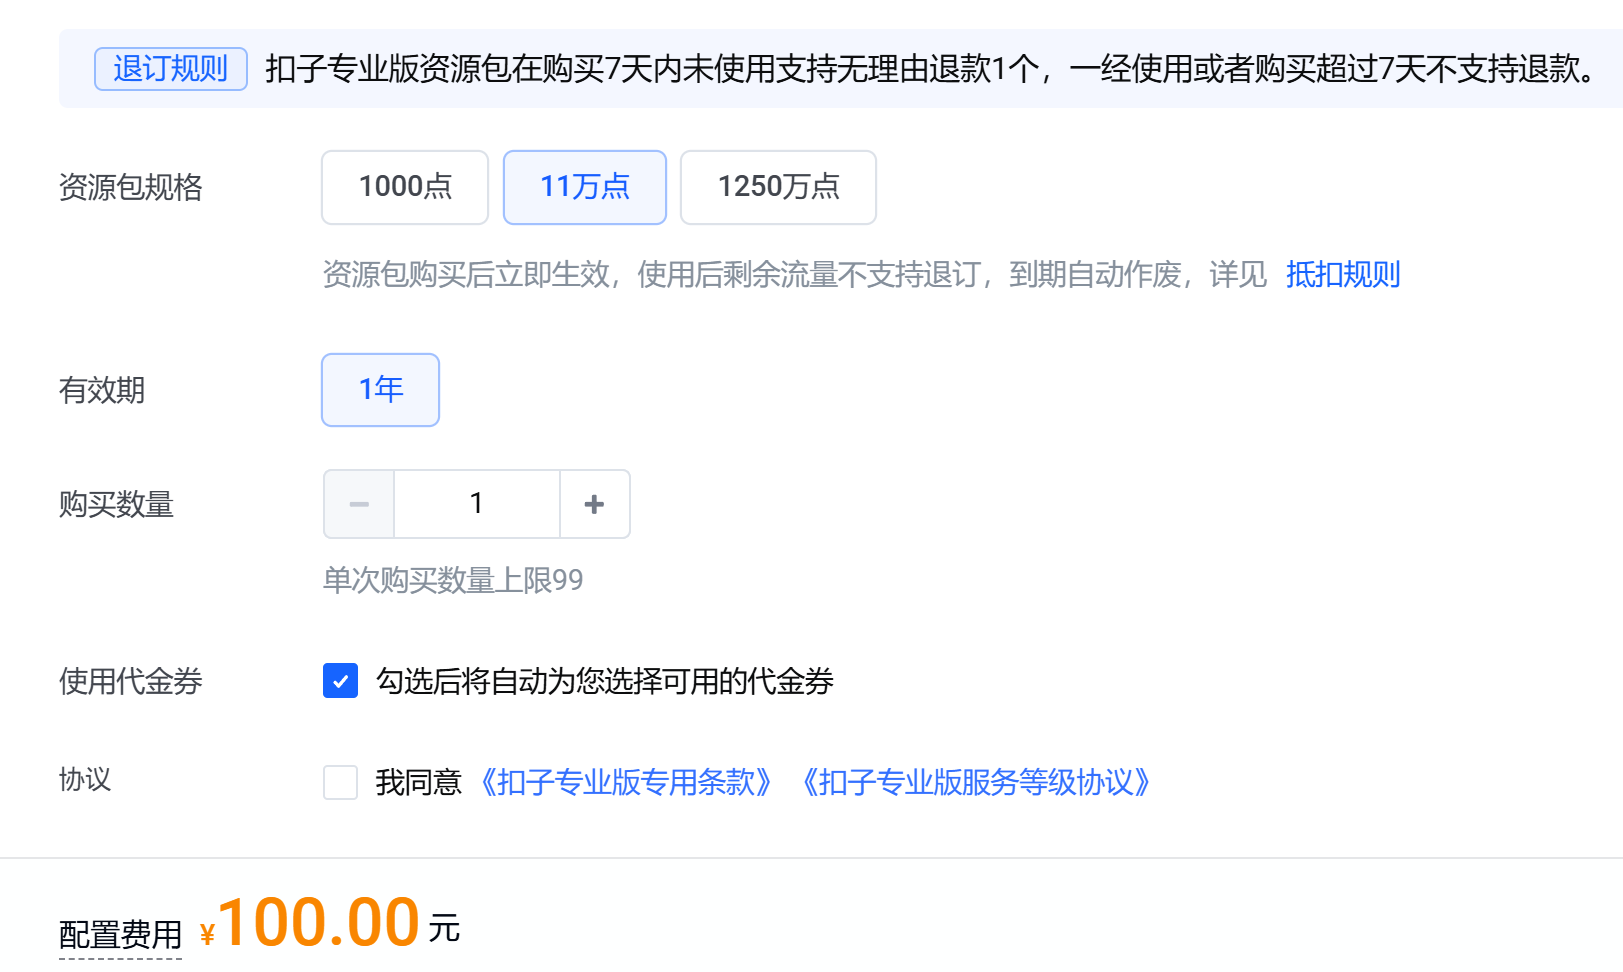 退订规则 扣子专业版资源包在购买7天内未使用支持无理由退款1个，一经使用或者购买超过7天不支持退款。
资源包规格 1000点 11万点 1250万点
资源包购买后立即生效，使用后剩余流量不支持退订，到期自动作废，详见 抵扣规则
有效期 1年
购买数量 − 1 +
单次购买数量上限99
使用代金券 勾选后将自动为您选择可用的代金券
协议 我同意 《扣子专业版专用条款》 《扣子专业版服务等级协议》
配置费用 ¥100.00 元